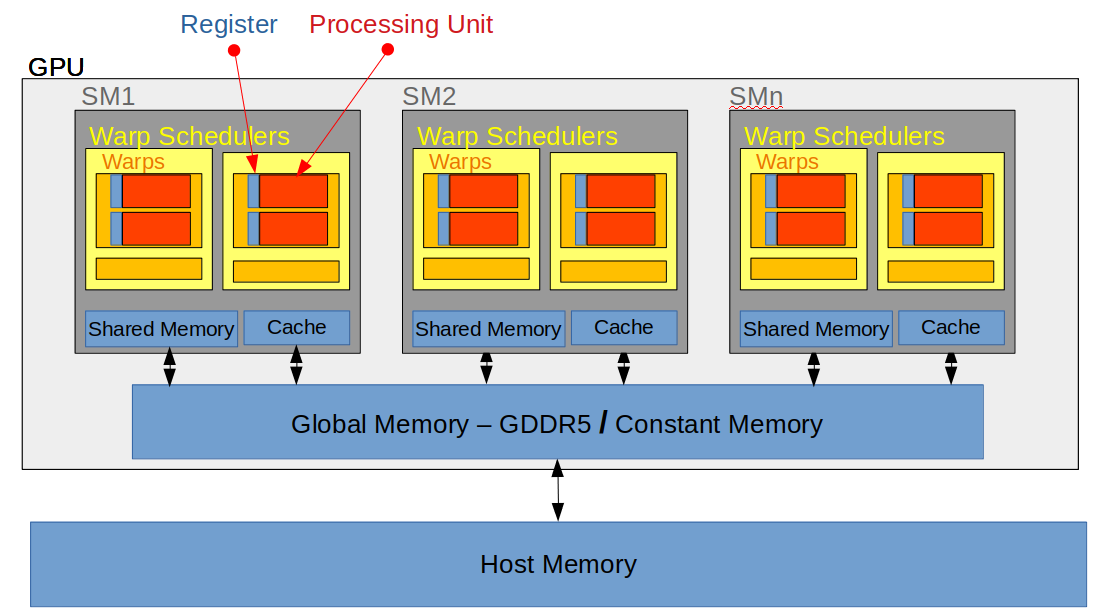 Register Processing Unit
GPU
SM1 SM2 SMn
Warp Schedulers Warp Schedulers Warp Schedulers
Warps Warps Warps
Shared Memory Cache Shared Memory Cache Shared Memory Cache
Global Memory – GDDR5 / Constant Memory
Host Memory